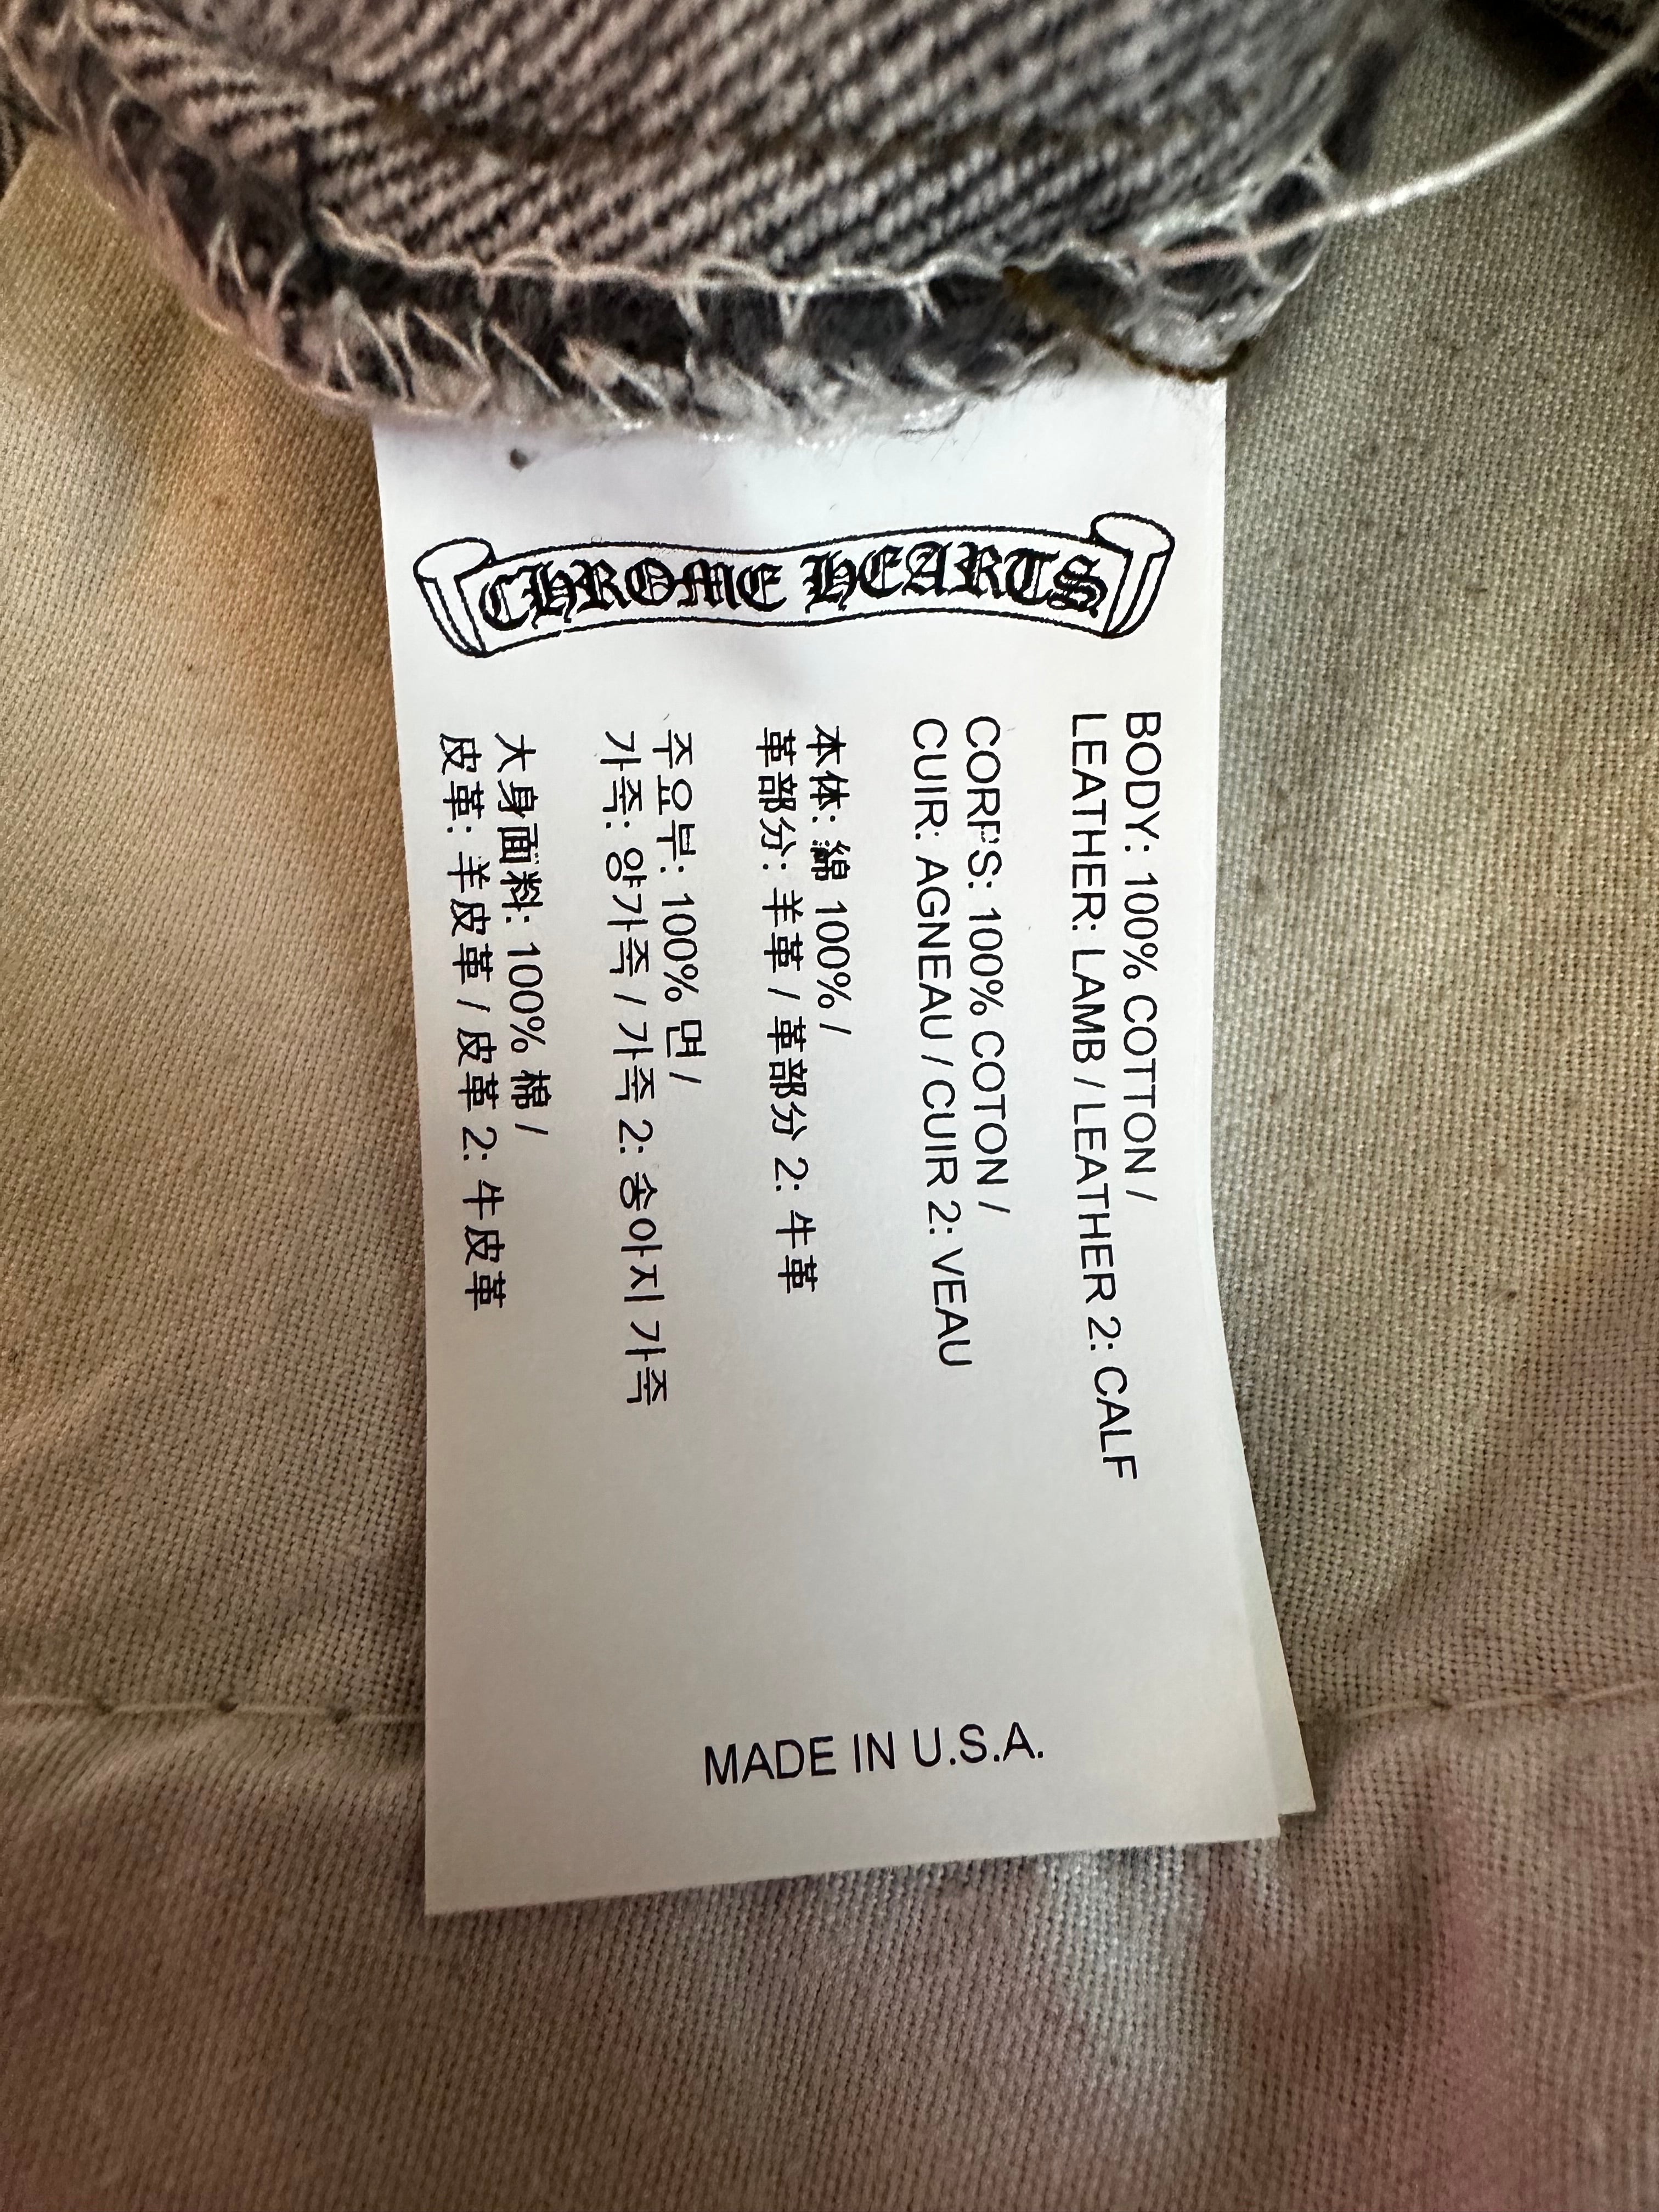 CHROME HEARTS
BODY: 100% COTTON /
LEATHER: LAMB / LEATHER 2: CALF
CORPS: 100% COTON /
CUIR: AGNEAU / CUIR 2: VEAU
本体: 綿 100% /
革部分: 羊革 / 革部分 2: 牛革
주요부: 100% 면 /
가죽: 양가죽 / 가죽 2: 송아지 가죽
大身面料: 100% 棉 /
皮革: 羊皮革 / 皮革 2: 牛皮革
MADE IN U.S.A.